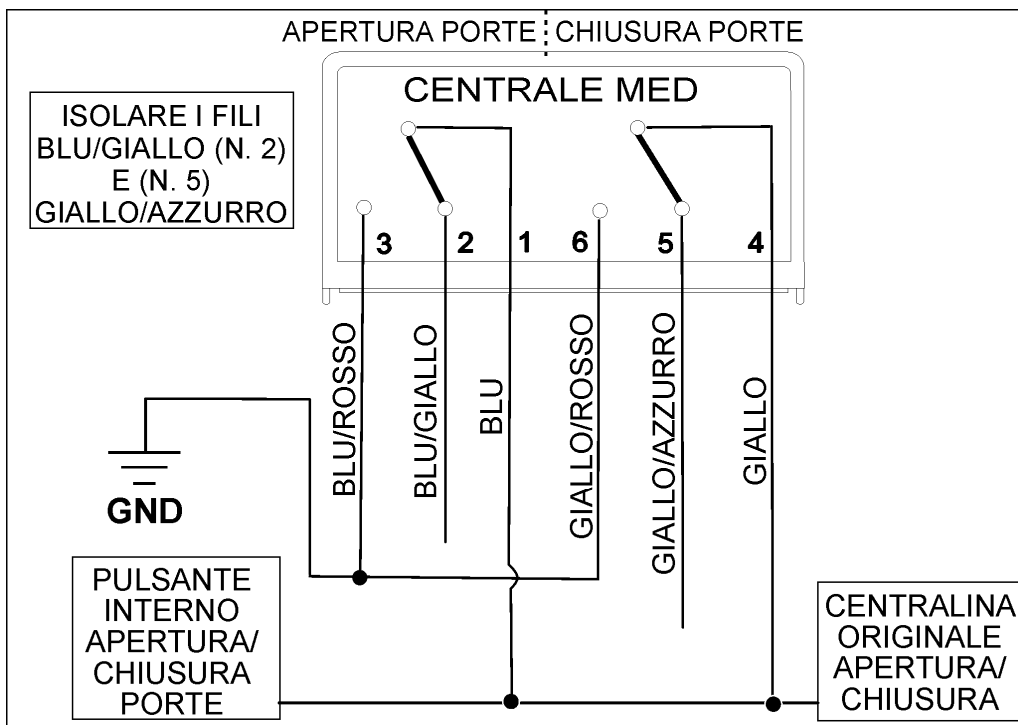 APERTURA PORTE CHIUSURA PORTE
CENTRALE MED
ISOLARE I FILI
BLU/GIALLO (N. 2)
E (N. 5)
GIALLO/AZZURRO
3 2 1 6 5 4
BLU/ROSSO
BLU/GIALLO
BLU
GIALLO/ROSSO
GIALLO/AZZURRO
GIALLO
GND
PULSANTE
INTERNO
APERTURA/
CHIUSURA
PORTE
CENTRALINA
ORIGINALE
APERTURA/
CHIUSURA